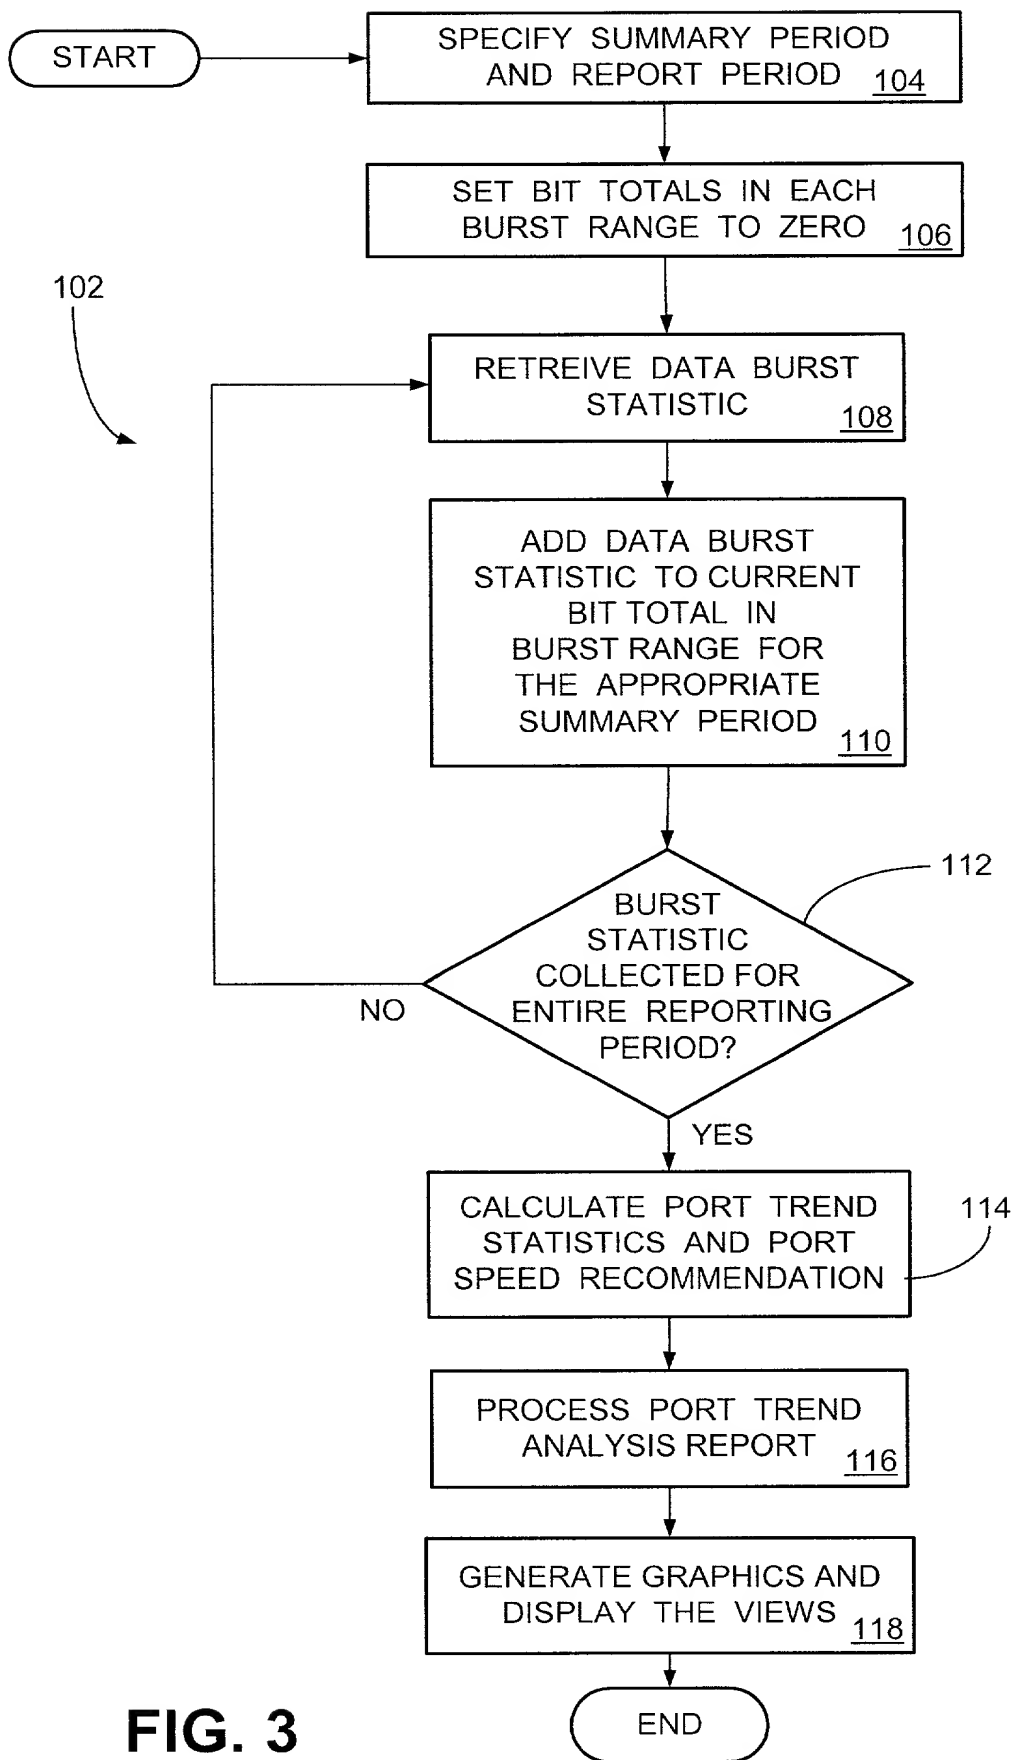 START
SPECIFY SUMMARY PERIOD
AND REPORT PERIOD
104
SET BIT TOTALS IN EACH
BURST RANGE TO ZERO
106
102
RETREIVE DATA BURST
STATISTIC
108
ADD DATA BURST
STATISTIC TO CURRENT
BIT TOTAL IN
BURST RANGE FOR
THE APPROPRIATE
SUMMARY PERIOD
110
112
BURST
STATISTIC
COLLECTED FOR
ENTIRE REPORTING
PERIOD?
NO
YES
CALCULATE PORT TREND
STATISTICS AND PORT
SPEED RECOMMENDATION
114
PROCESS PORT TREND
ANALYSIS REPORT
116
GENERATE GRAPHICS AND
DISPLAY THE VIEWS
118
END
FIG. 3